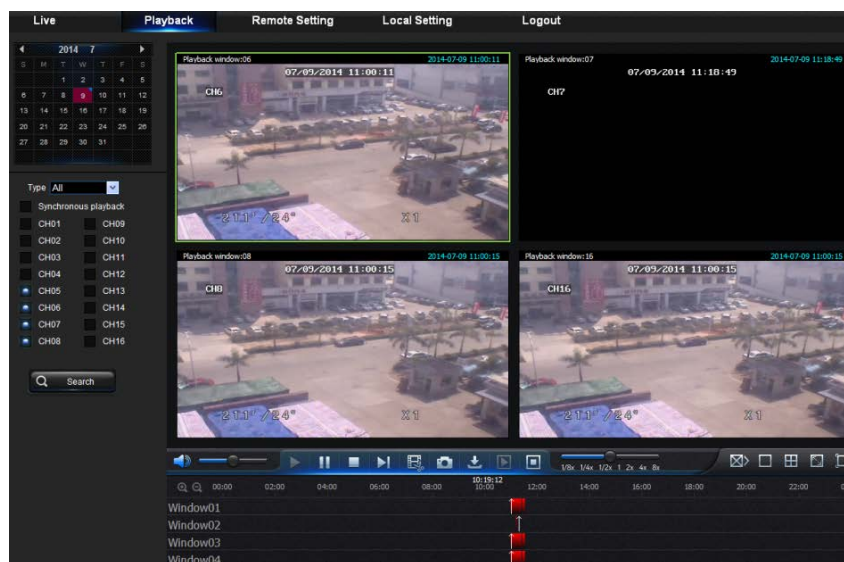 Live Playback Remote Setting Local Setting Logout
2014 7
S M T W T F S
1 2 3 4 5
6 7 8 9 10 11 12
13 14 15 16 17 18 19
20 21 22 23 24 25 26
27 28 29 30 31
Type All
Synchronous playback
CH01 CH09
CH02 CH10
CH03 CH11
CH04 CH12
CH05 CH13
CH06 CH14
CH07 CH15
CH08 CH16
Search
Playback window:06 2014-07-09 11:00:11
07/09/2014 11:00:11
CH6
211°/24° X1
Playback window:07 2014-07-09 11:18:49
07/09/2014 11:18:49
CH7
Playback window:08 2014-07-09 11:00:15
07/09/2014 11:00:15
CH8
211°/24° X1
Playback window:16 2014-07-09 11:00:15
07/09/2014 11:00:15
CH16
211°/24° X1
1/8x 1/4x 1/2x 1 2x 4x 8x
10:19:12
00:00 02:00 04:00 06:00 08:00 10:00 12:00 14:00 16:00 18:00 20:00 22:00
Window01
Window02
Window03
Window04